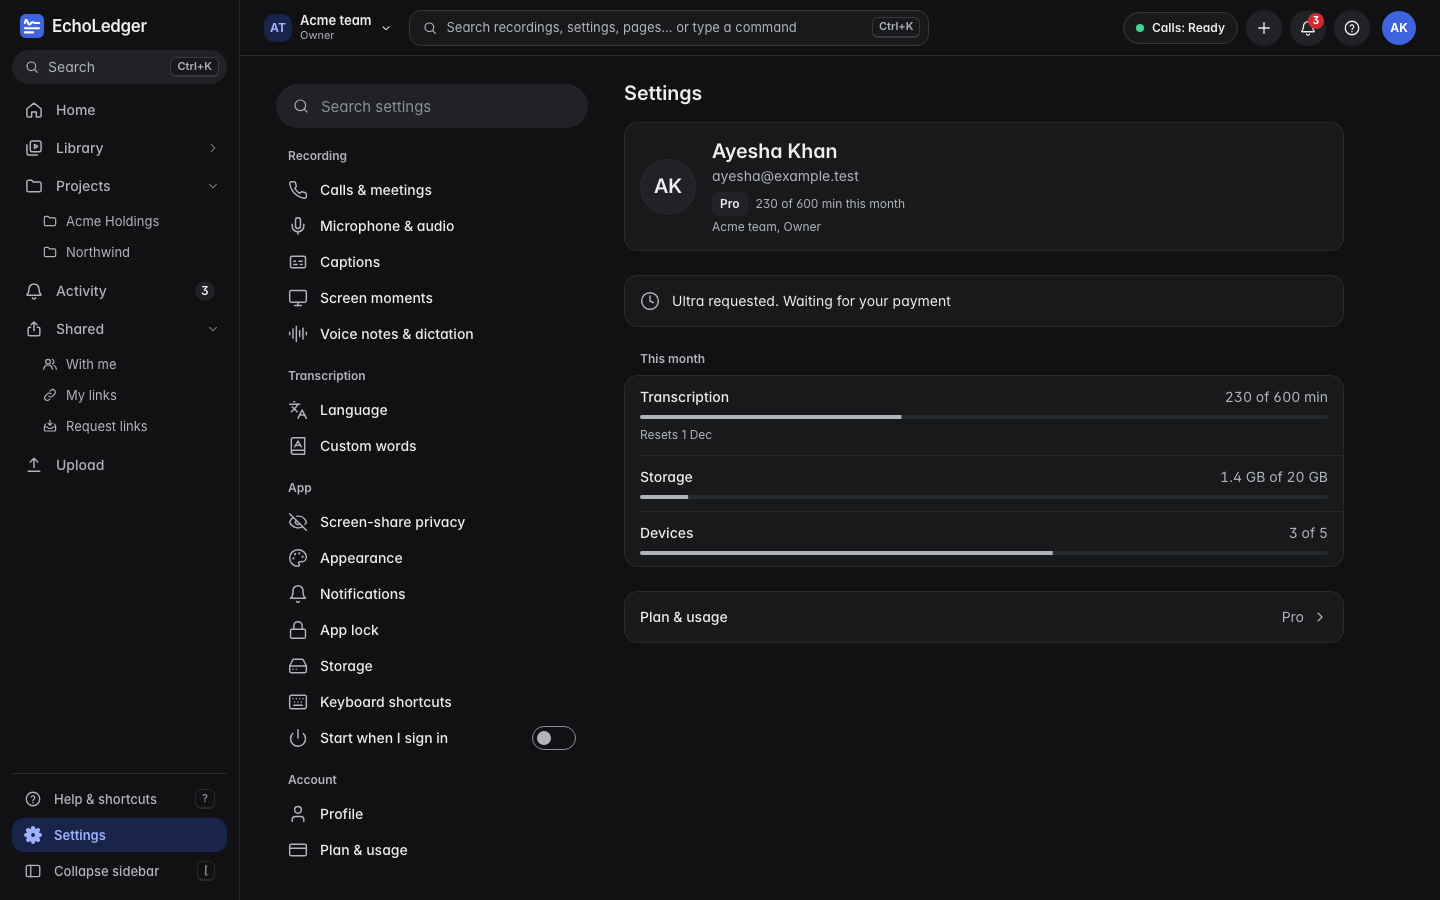 EchoLedger
Search Ctrl+K
Home
Library
Projects
Acme Holdings
Northwind
Activity 3
Shared
With me
My links
Request links
Upload
Help & shortcuts ?
Settings
Collapse sidebar [
AT Acme team
Owner
Search recordings, settings, pages... or type a command Ctrl+K
Calls: Ready
3
AK
Search settings
Recording
Calls & meetings
Microphone & audio
Captions
Screen moments
Voice notes & dictation
Transcription
Language
Custom words
App
Screen-share privacy
Appearance
Notifications
App lock
Storage
Keyboard shortcuts
Start when I sign in
Account
Profile
Plan & usage
Settings
AK
Ayesha Khan
ayesha@example.test
Pro 230 of 600 min this month
Acme team, Owner
Ultra requested. Waiting for your payment
This month
Transcription 230 of 600 min
Resets 1 Dec
Storage 1.4 GB of 20 GB
Devices 3 of 5
Plan & usage Pro